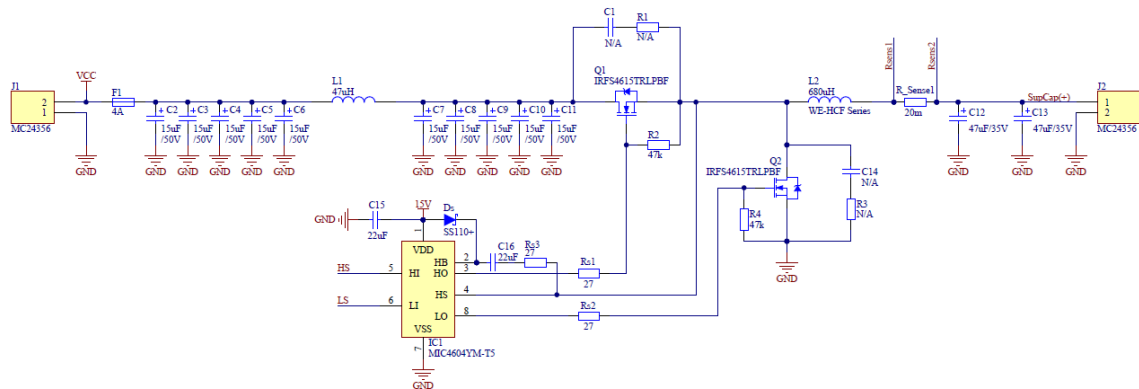 J1
2
1
MC24356
VCC
GND
F1
4A
C2
15uF
/50V
GND
C3
15uF
/50V
GND
C4
15uF
/50V
GND
C5
15uF
/50V
GND
C6
15uF
/50V
GND
L1
47uH
C7
15uF
/50V
GND
C8
15uF
/50V
GND
C9
15uF
/50V
GND
C10
15uF
/50V
GND
C11
15uF
/50V
GND
C1
N/A
R1
N/A
Q1
IRFS4615TRLPBF
R2
47k
L2
680uH
WE-HCF Series
Rsens1
Rsens2
R_Sense1
20m
C12
47uF/35V
GND
C13
47uF/35V
GND
SupCap(+)
GND
J2
1
2
MC24356
Q2
IRFS4615TRLPBF
R4
47k
C14
N/A
R3
N/A
GND
GND
C15
22uF
15V
Ds
SS110+
1
VDD
HB
2
C16
22uF
Rs3
27
HS
5
HI
HO
3
Rs1
27
HS
4
LS
6
LI
LO
8
Rs2
27
VSS
7
IC1
MIC4604YM-T5
GND